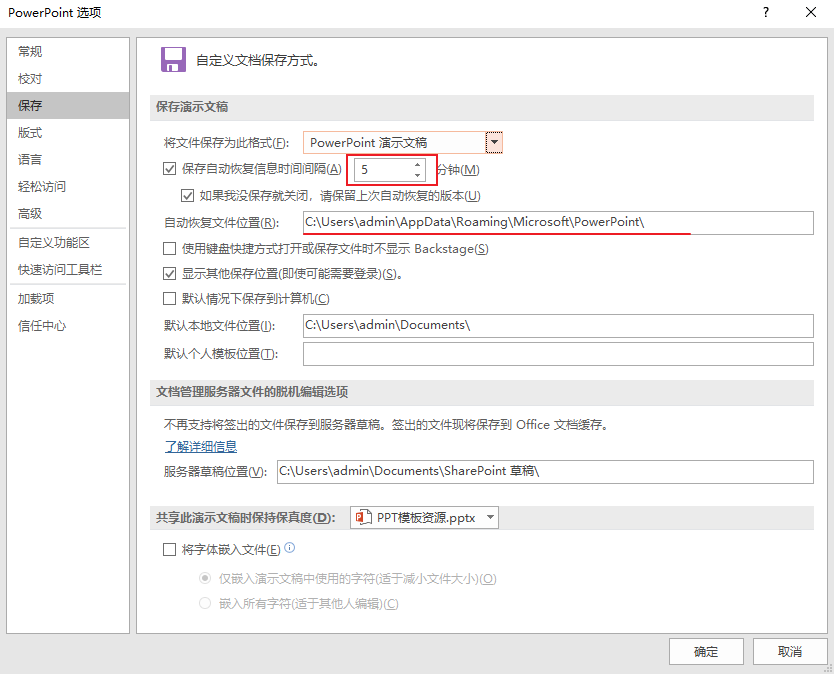 PowerPoint 选项
?
常规
校对
保存
版式
语言
轻松访问
高级
自定义功能区
快速访问工具栏
加载项
信任中心
自定义文档保存方式。
保存演示文稿
将文件保存为此格式(F): PowerPoint 演示文稿
保存自动恢复信息时间间隔(A) 5 分钟(M)
如果我没保存就关闭，请保留上次自动恢复的版本(U)
自动恢复文件位置(R): C:\Users\admin\AppData\Roaming\Microsoft\PowerPoint\
使用键盘快捷方式打开或保存文件时不显示 Backstage(S)
显示其他保存位置(即使可能需要登录)(S)。
默认情况下保存到计算机(C)
默认本地文件位置(I): C:\Users\admin\Documents\
默认个人模板位置(T):
文档管理服务器文件的脱机编辑选项
不再支持将签出的文件保存到服务器草稿。签出的文件现将保存到 Office 文档缓存。
了解详细信息
服务器草稿位置(V): C:\Users\admin\Documents\SharePoint 草稿\
共享此演示文稿时保持保真度(D): PPT模板资源.pptx
将字体嵌入文件(E)
仅嵌入演示文稿中使用的字符(适于减小文件大小)(O)
嵌入所有字符(适于其他人编辑)(C)
确定 取消